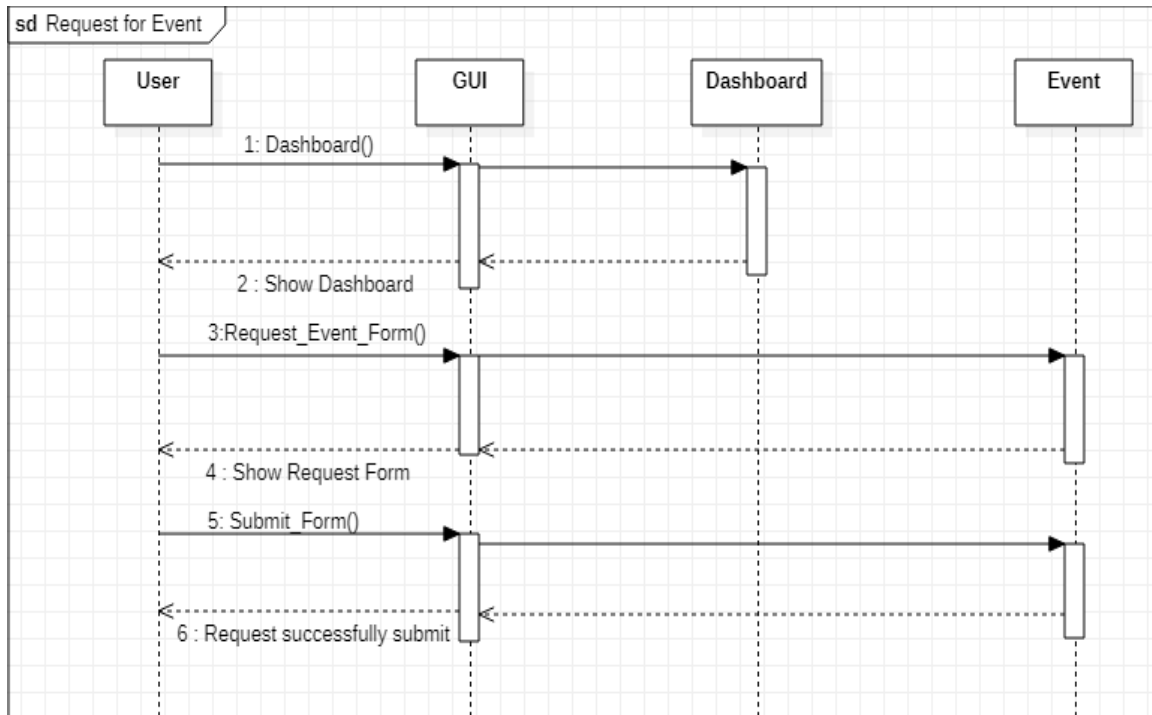 sd Request for Event
User
GUI
Dashboard
Event
1: Dashboard()
2 : Show Dashboard
3:Request_Event_Form()
4 : Show Request Form
5: Submit_Form()
6 : Request successfully submit